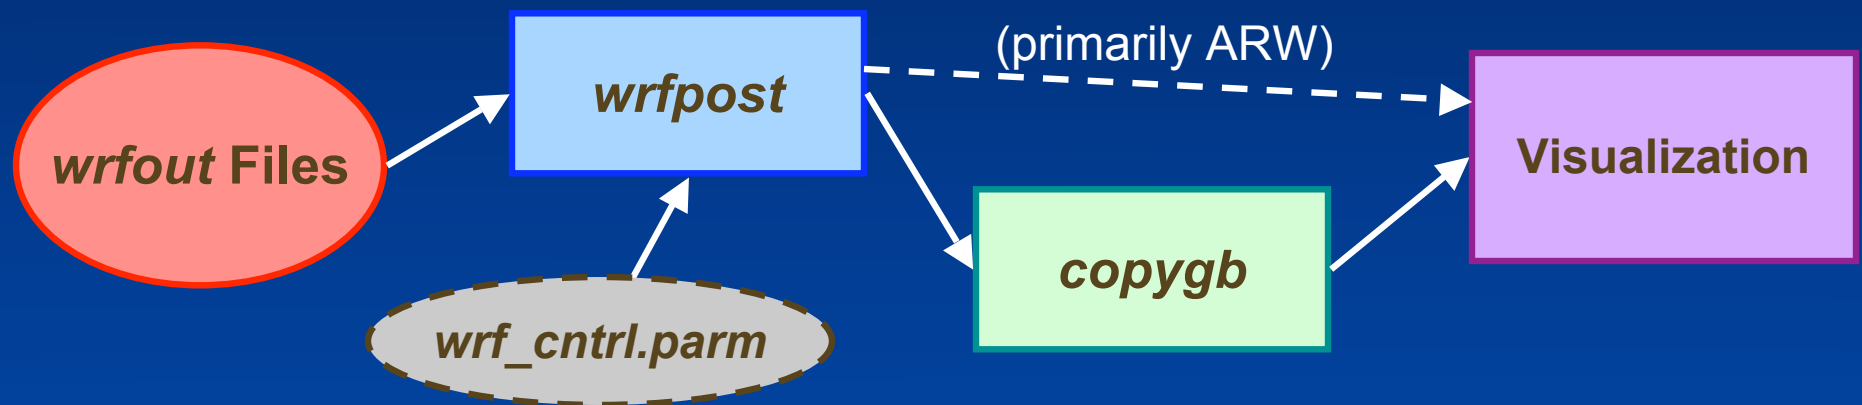 (primarily ARW)
wrfpost
wrfout Files
Visualization
copygb
wrf_cntrl.parm